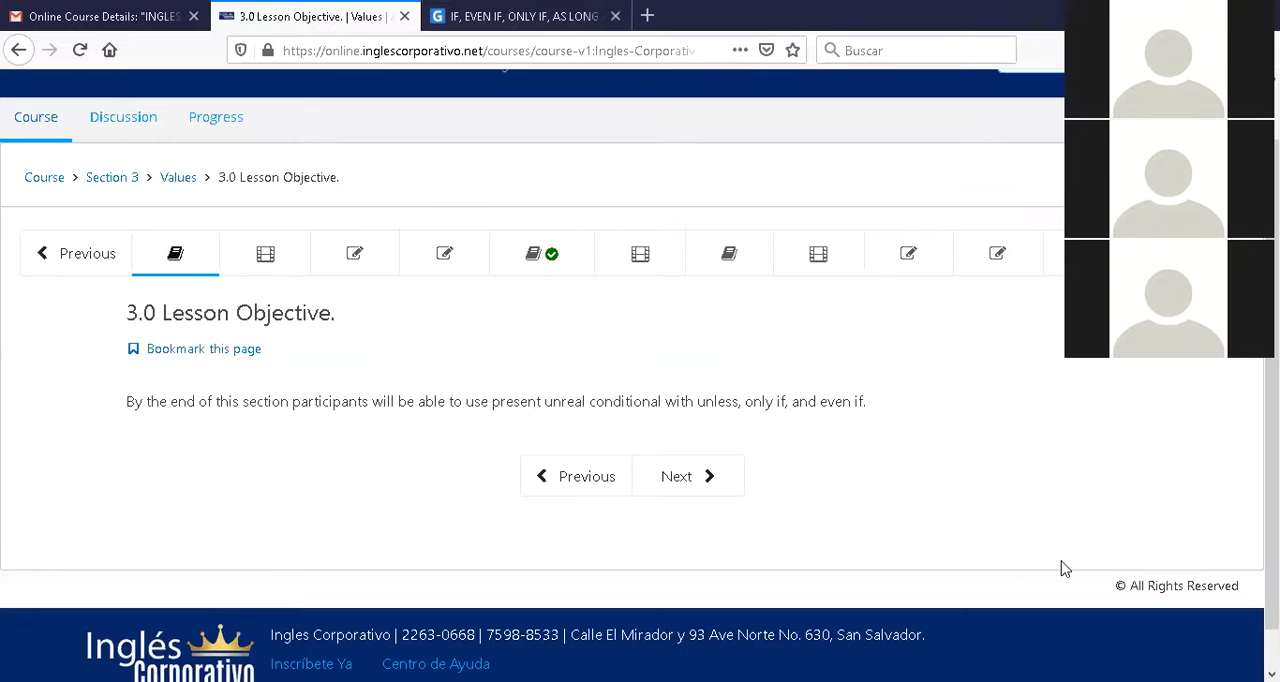 Online Course Details: "INGLES
3.0 Lesson Objective. | Values |
IF, EVEN IF, ONLY IF, AS LONG
https://online.inglescorporativo.net/courses/course-v1:Ingles-Corporativ
Buscar
Course
Discussion
Progress
Course > Section 3 > Values > 3.0 Lesson Objective.
Previous
3.0 Lesson Objective.
Bookmark this page
By the end of this section participants will be able to use present unreal conditional with unless, only if, and even if.
Previous
Next
© All Rights Reserved
Inglés Corporativo
Ingles Corporativo | 2263-0668 | 7598-8533 | Calle El Mirador y 93 Ave Norte No. 630, San Salvador.
Inscríbete Ya
Centro de Ayuda